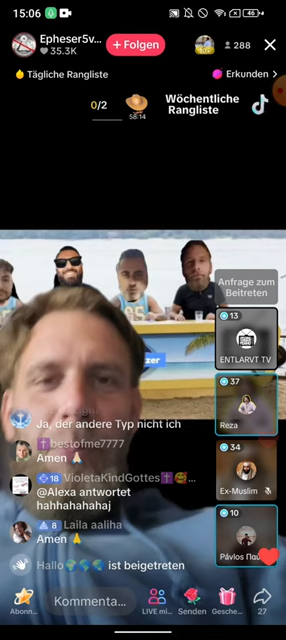 15:06
46
Epheser5v...
35.3K
+ Folgen
288
Tägliche Rangliste
Erkunden >
0/2
58:14
Wöchentliche
Rangliste
Anfrage zum
Beitreten
13
ENTLARVT TV
37
Reza
34
Ex-Muslim
10
Pávlos
zer
Ja, der andere Typ nicht ich
bestofme7777
Amen 🙏
18 VioletaKindGottes✝️🥰...
@Alexa antwortet
hahhahahahaj
8 Laila aaliha
Amen 🙏
Hallo🌍🌍🌏 ist beigetreten
Abonn...
Kommenta...
LIVE mi...
Senden
Gesche...
27